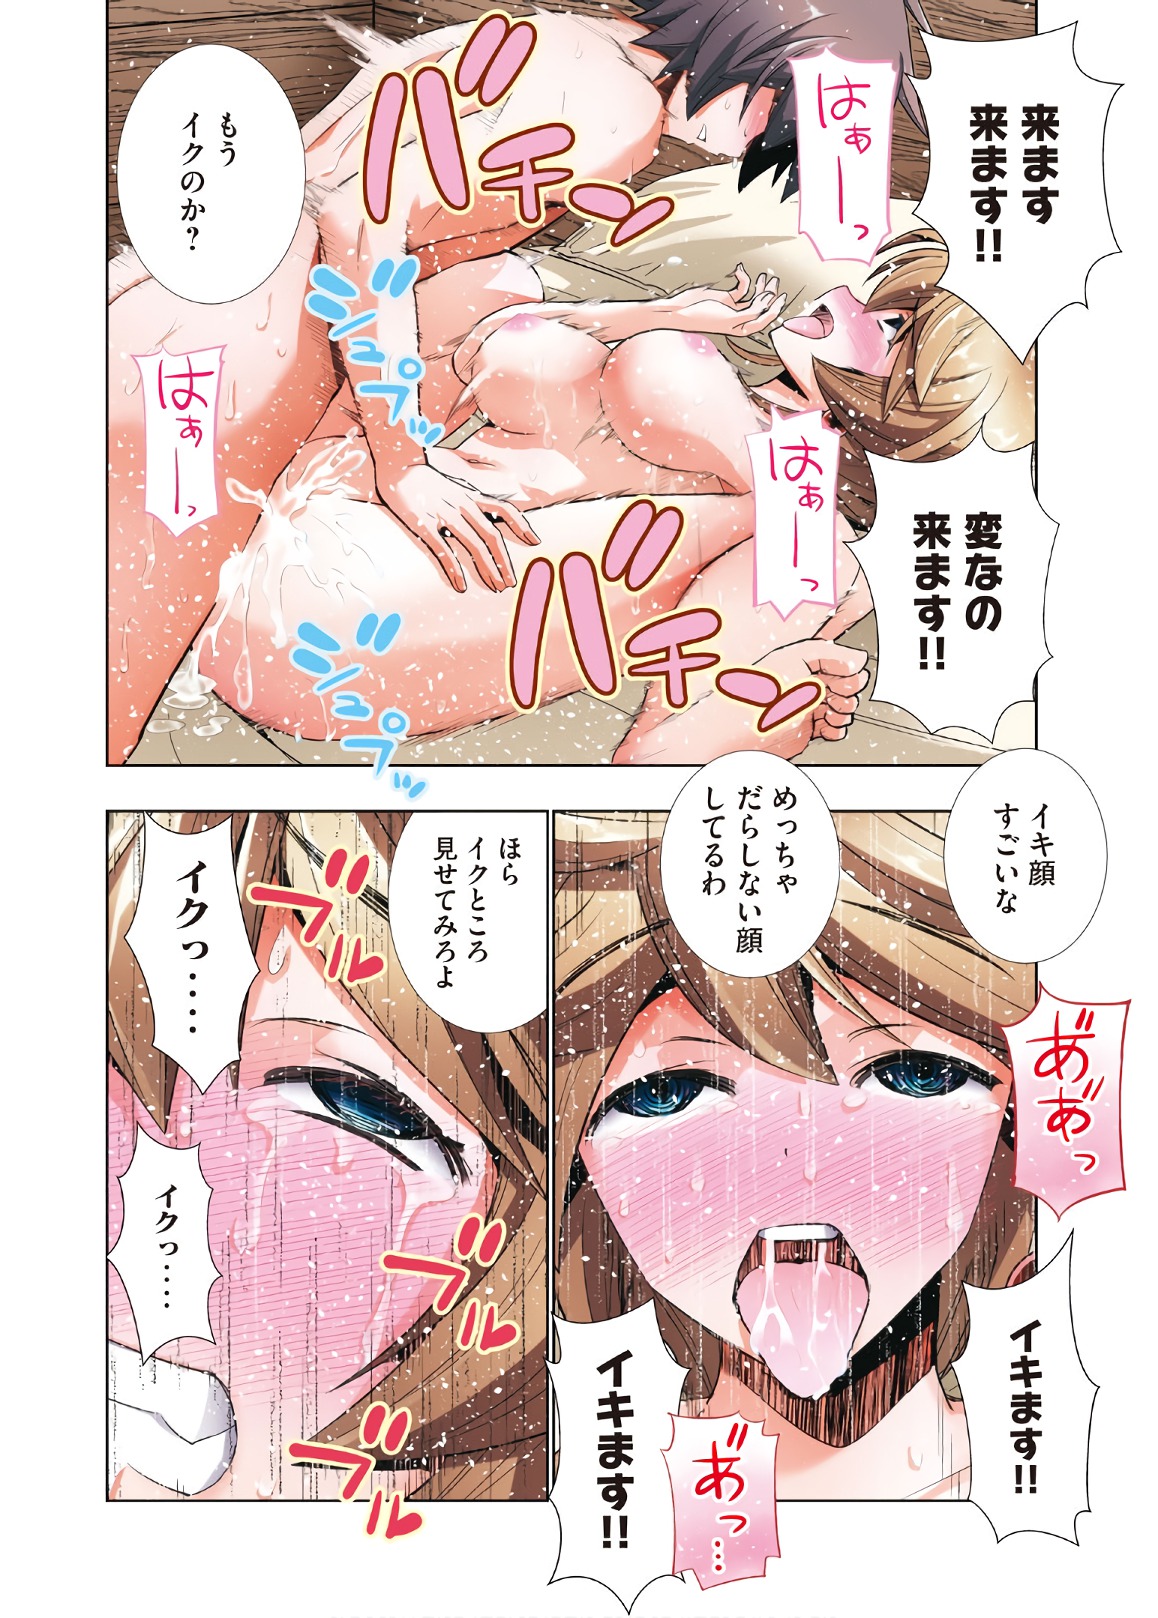 来ます
来ます!!
はぁーっ
バチンッ
もう
イクのか?
ジュプッ
はぁーっ
はぁーっ
変なの
来ます!!
バチンッ
ジュプッ
イキ顔
すごいな
めっちゃ
だらしない顔
してるわ
あ゛あ゛っ
イキます!!
あ゛っ…
イキます!!
ほら
イクところ
見せてみろよ
ブルッ
イクっ‥‥
ブルッ
イクっ‥‥
ブルッ